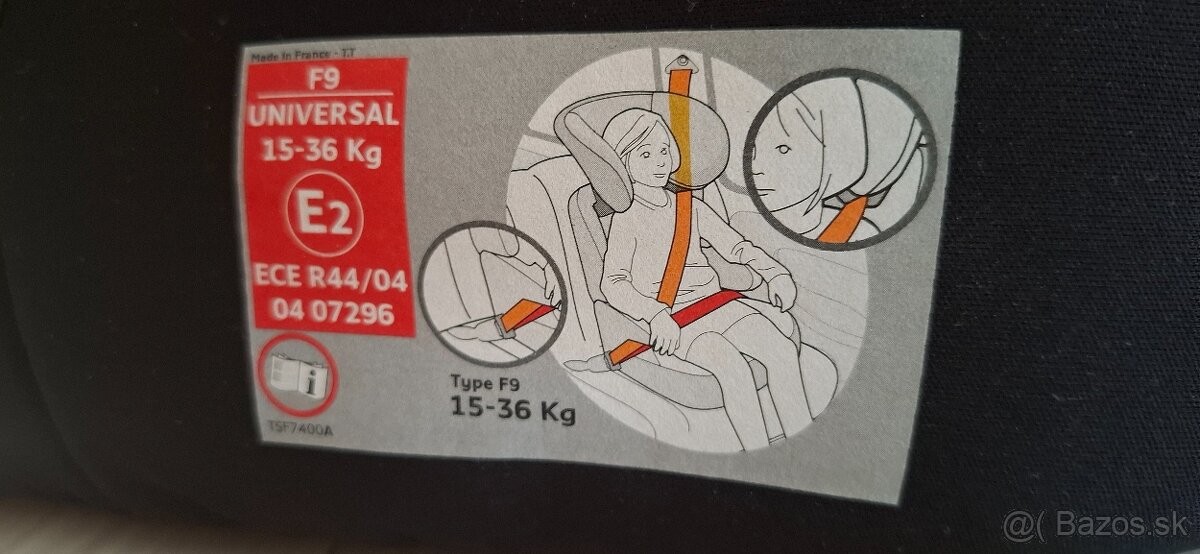 Made in France - TT
F9
UNIVERSAL
15-36 Kg
E2
ECE R44/04
04 07296
i
TSF7400A
Type F9
15-36 Kg
@( Bazos.sk